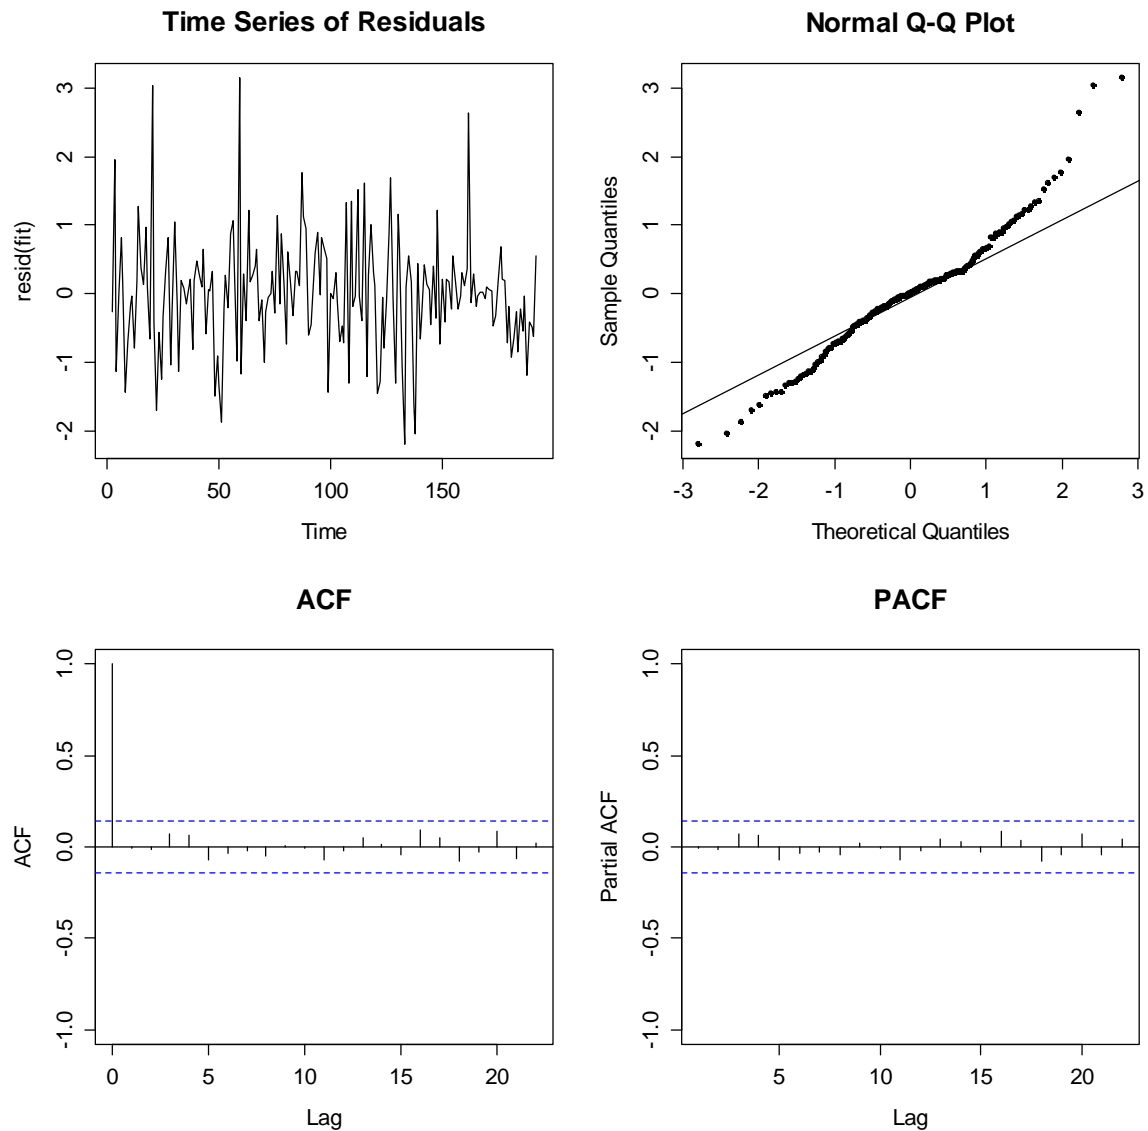 Time Series of Residuals
resid(fit)
3
2
1
0
-1
-2
0 50 100 150
Time
Normal Q-Q Plot
Sample Quantiles
3
2
1
0
-1
-2
-3 -2 -1 0 1 2 3
Theoretical Quantiles
ACF
ACF
1.0
0.5
0.0
-0.5
-1.0
0 5 10 15 20
Lag
PACF
Partial ACF
1.0
0.5
0.0
-0.5
-1.0
5 10 15 20
Lag